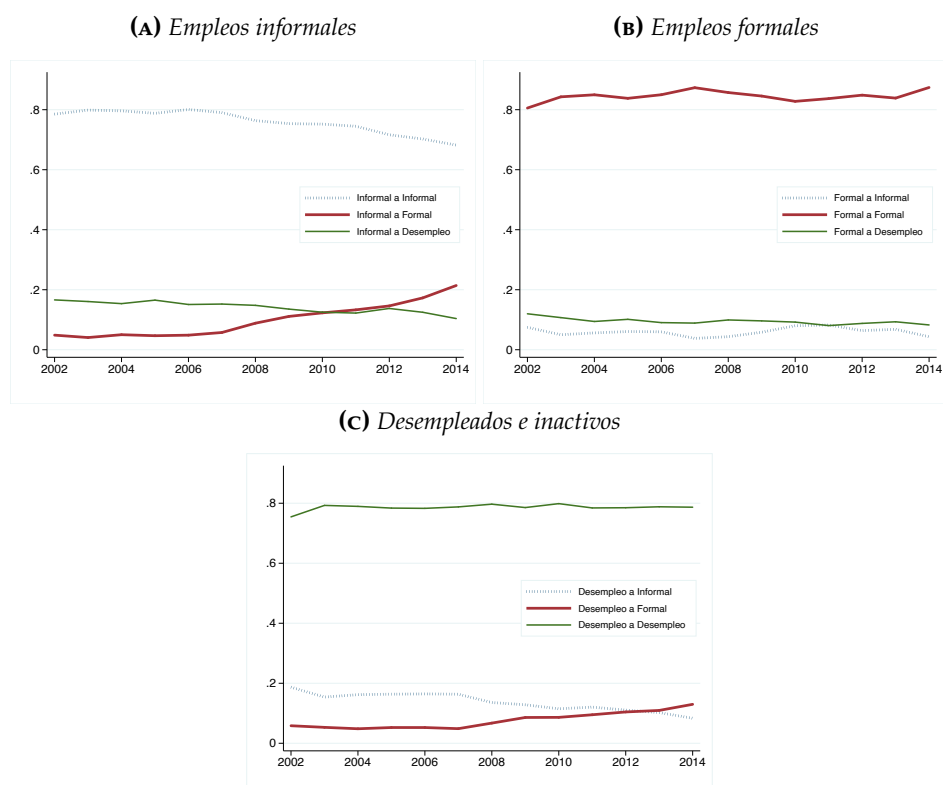 (A) Empleos informales
.8
.6
.4
.2
0
2002 2004 2006 2008 2010 2012 2014
Informal a Informal
Informal a Formal
Informal a Desempleo
(B) Empleos formales
.8
.6
.4
.2
0
2002 2004 2006 2008 2010 2012 2014
Formal a Informal
Formal a Formal
Formal a Desempleo
(C) Desempleados e inactivos
.8
.6
.4
.2
0
2002 2004 2006 2008 2010 2012 2014
Desempleo a Informal
Desempleo a Formal
Desempleo a Desempleo